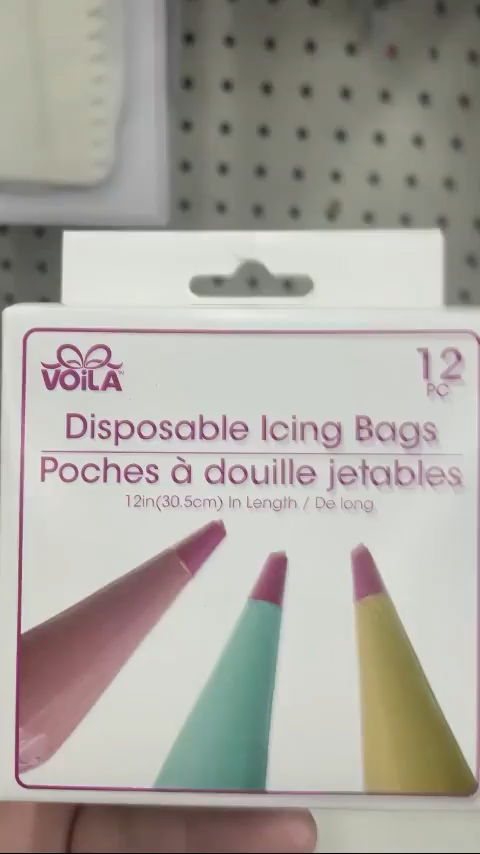 VOiLA
12
PC
Disposable Icing Bags
Poches à douille jetables
12in(30.5cm) In Length / De long